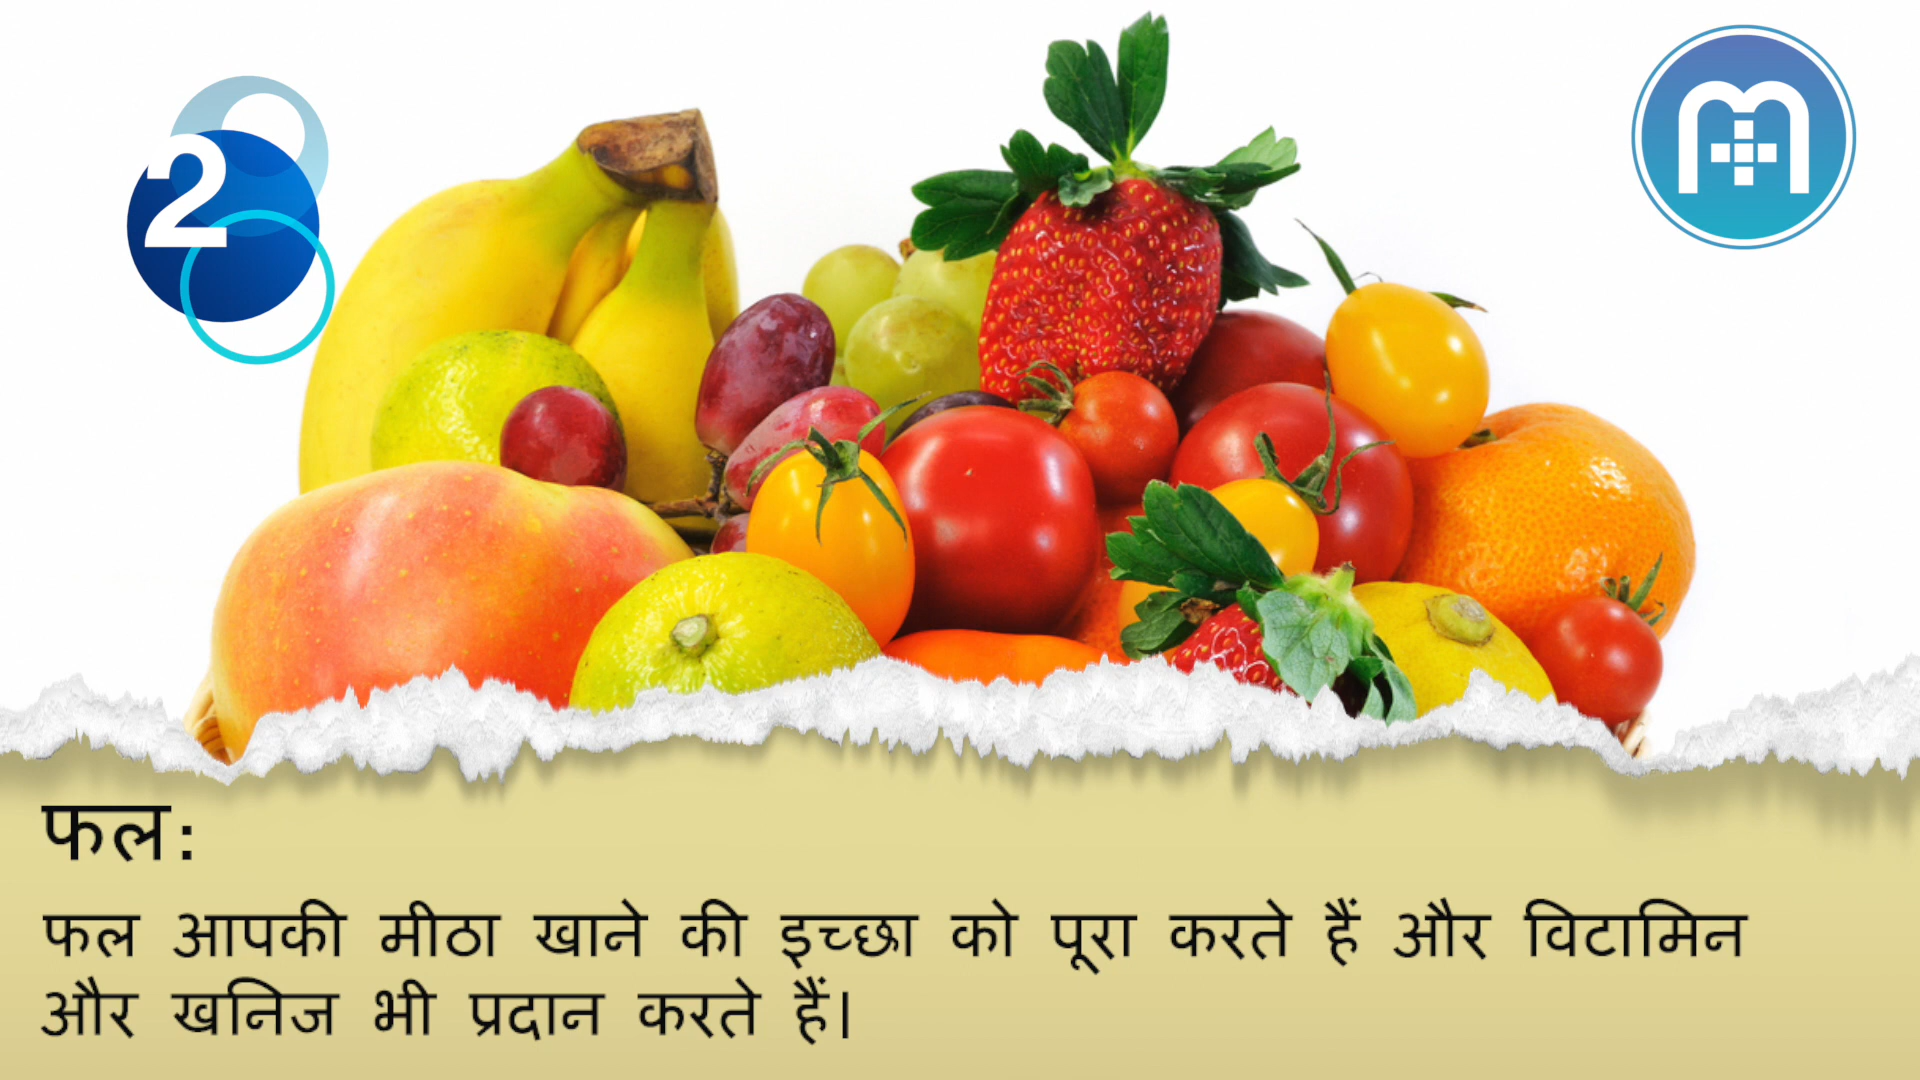 2
फल:
फल आपकी मीठा खाने की इच्छा को पूरा करते हैं और विटामिन
और खनिज भी प्रदान करते हैं।